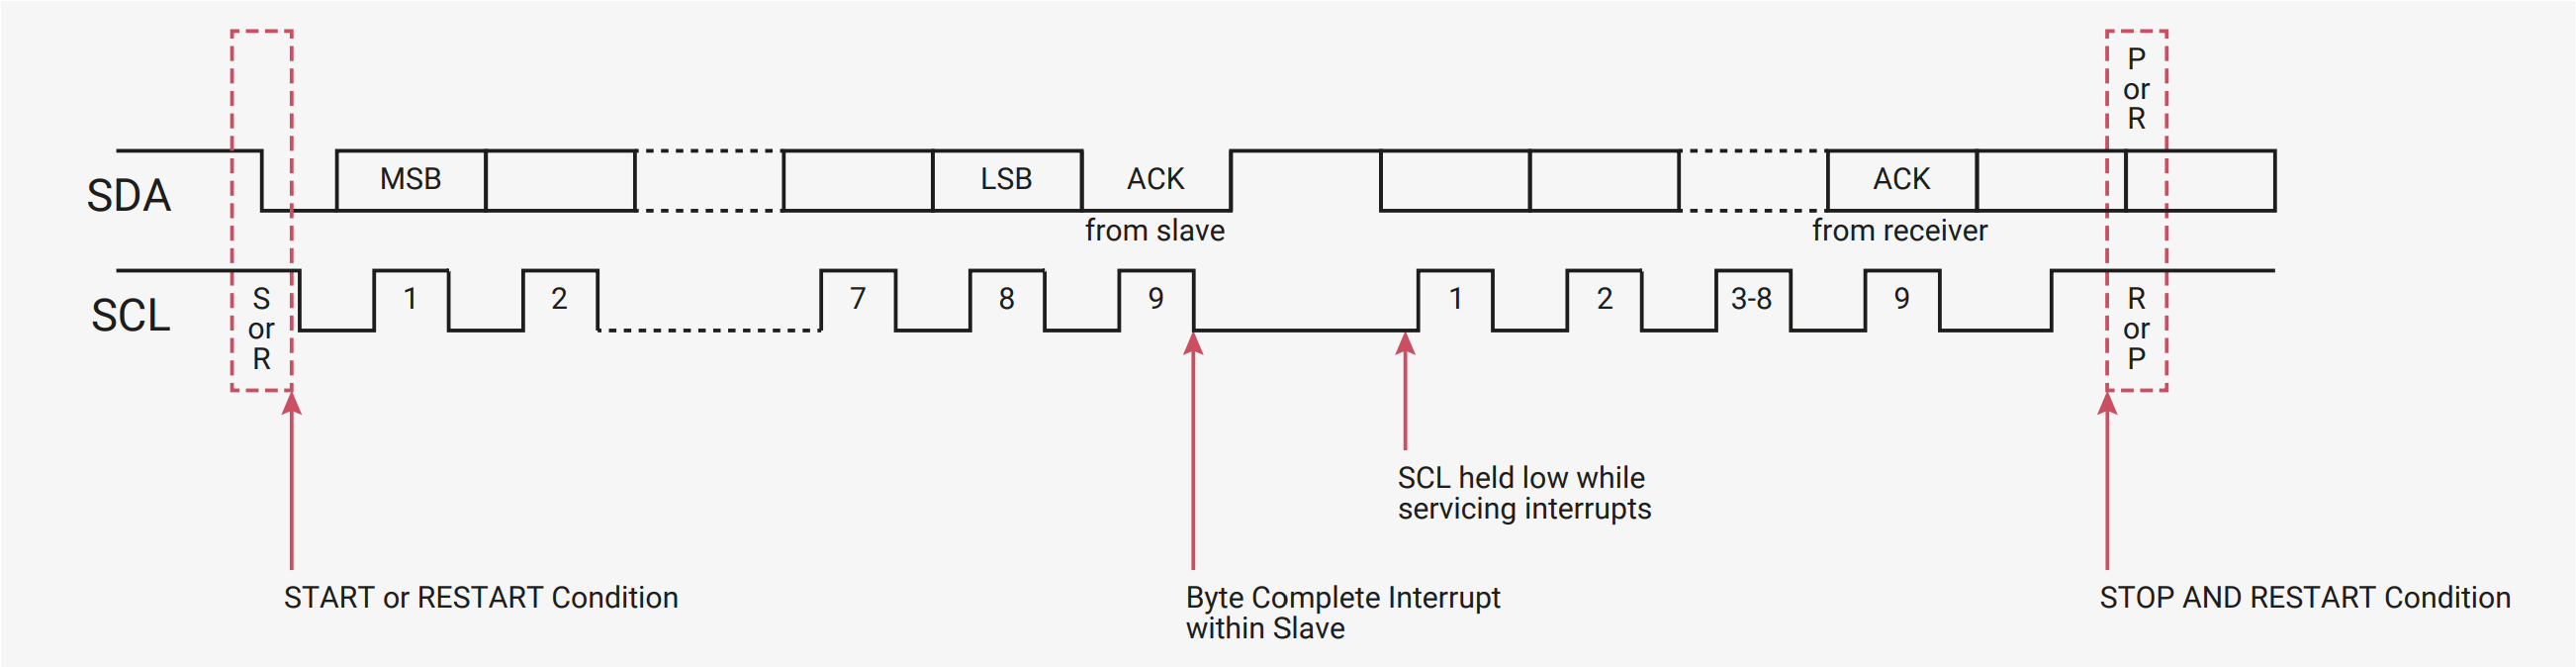 P
or
R
SDA
MSB
LSB
ACK
ACK
from slave
from receiver
SCL
S
or
R
1
2
7
8
9
1
2
3-8
9
R
or
P
SCL held low while
servicing interrupts
START or RESTART Condition
Byte Complete Interrupt
within Slave
STOP AND RESTART Condition